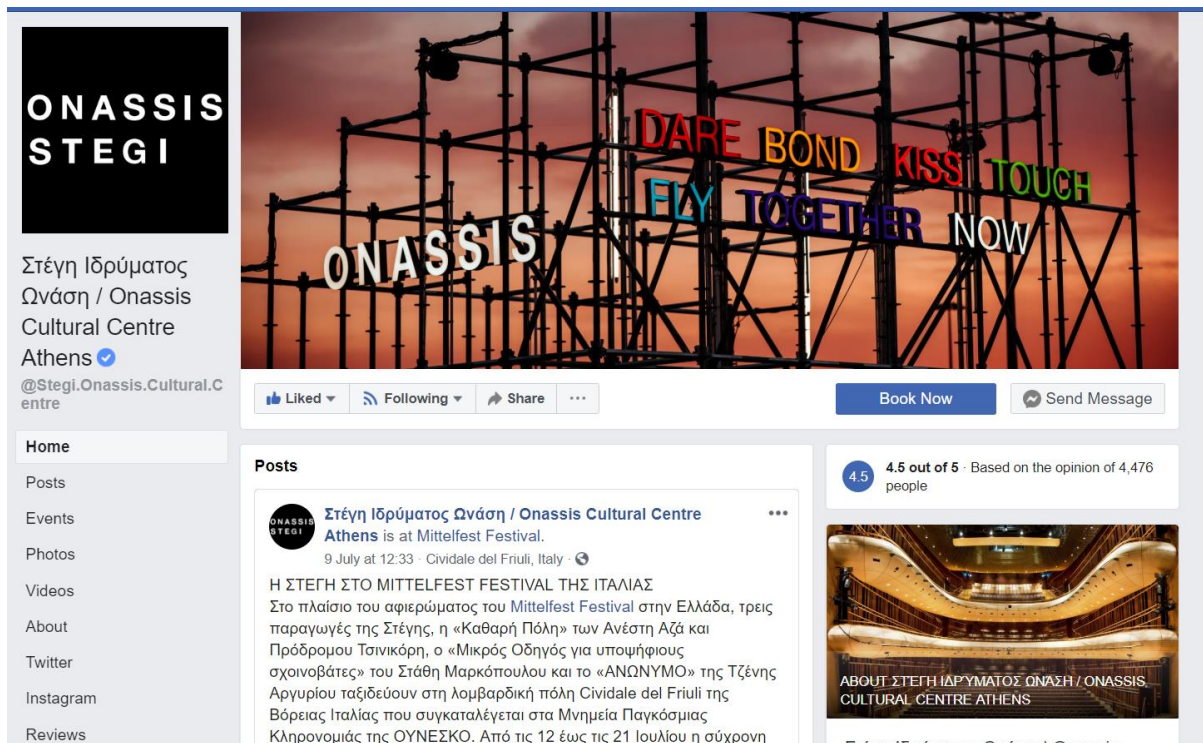 ONASSIS
STEGI
Στέγη Ιδρύματος
Ωνάση / Onassis
Cultural Centre
Athens
@Stegi.Onassis.Cultural.C
entre
Home
Posts
Events
Photos
Videos
About
Twitter
Instagram
Reviews
DARE BOND KISS TOUCH
FLY TOGETHER NOW
ONASSIS
Liked Following Share ...
Book Now Send Message
Posts
ONASSIS
STEGI
Στέγη Ιδρύματος Ωνάση / Onassis Cultural Centre
Athens is at Mittelfest Festival.
9 July at 12:33 · Cividale del Friuli, Italy ·
Η ΣΤΕΓΗ ΣΤΟ MITTELFEST FESTIVAL ΤΗΣ ΙΤΑΛΙΑΣ
Στο πλαίσιο του αφιερώματος του Mittelfest Festival στην Ελλάδα, τρεις
παραγωγές της Στέγης, η «Καθαρή Πόλη» των Ανέστη Αζά και
Πρόδρομου Τσινικόρη, ο «Μικρός Οδηγός για υποψήφιους
σχοινοβάτες» του Στάθη Μαρκόπουλου και το «ΑΝΩΝΥΜΟ» της Τζένης
Αργυρίου ταξιδεύουν στη λομβαρδική πόλη Cividale del Friuli της
Βόρειας Ιταλίας που συγκαταλέγεται στα Μνημεία Παγκόσμιας
Κληρονομιάς της ΟΥΝΕΣΚΟ. Από τις 12 έως τις 21 Ιουλίου η σύγχρονη
4.5
4.5 out of 5 · Based on the opinion of 4,476
people
ABOUT ΣΤΈΓΗ ΙΔΡΎΜΑΤΟΣ ΩΝΆΣΗ / ONASSIS
CULTURAL CENTRE ATHENS